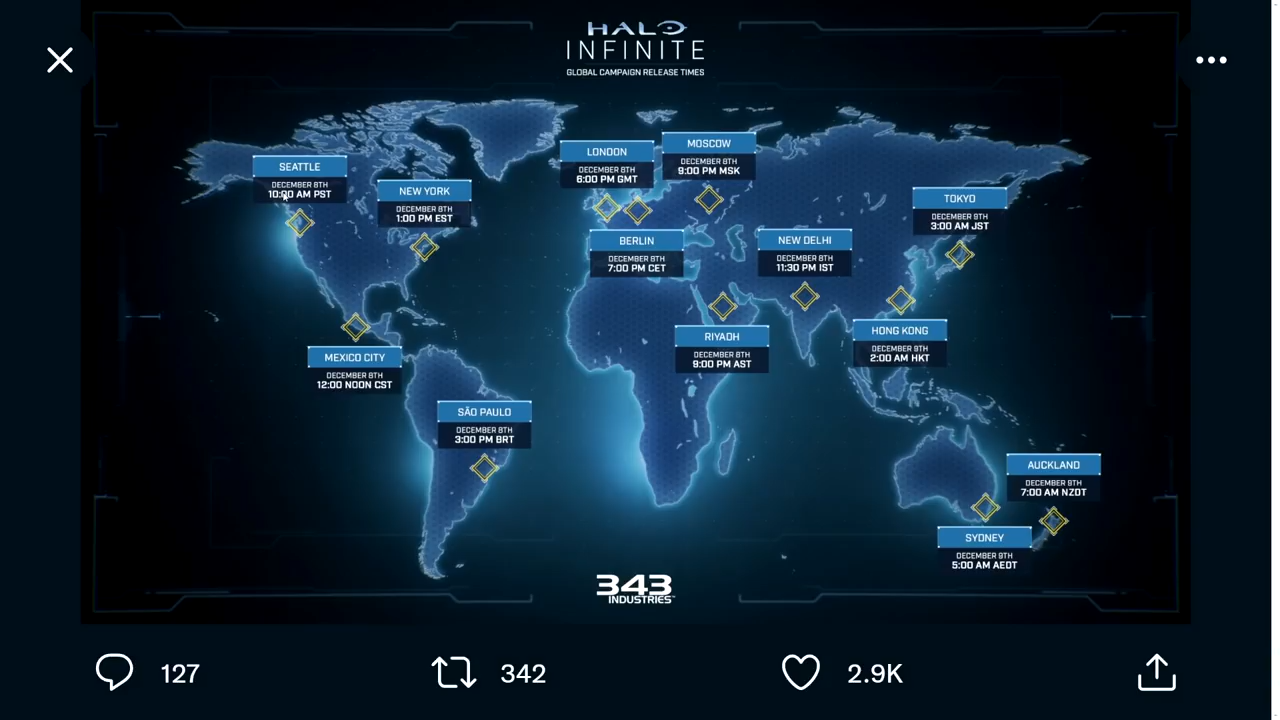 HALO
INFINITE
GLOBAL CAMPAIGN RELEASE TIMES
SEATTLE
DECEMBER 8TH
10:00 AM PST
NEW YORK
DECEMBER 8TH
1:00 PM EST
LONDON
DECEMBER 8TH
6:00 PM GMT
MOSCOW
DECEMBER 8TH
9:00 PM MSK
BERLIN
DECEMBER 8TH
7:00 PM CET
NEW DELHI
DECEMBER 8TH
11:30 PM IST
TOKYO
DECEMBER 9TH
3:00 AM JST
MEXICO CITY
DECEMBER 8TH
12:00 NOON CST
RIYADH
DECEMBER 8TH
9:00 PM AST
HONG KONG
DECEMBER 9TH
2:00 AM HKT
SÃO PAULO
DECEMBER 8TH
3:00 PM BRT
AUCKLAND
DECEMBER 9TH
7:00 AM NZDT
SYDNEY
DECEMBER 9TH
5:00 AM AEDT
343
INDUSTRIES™
127
342
2.9K